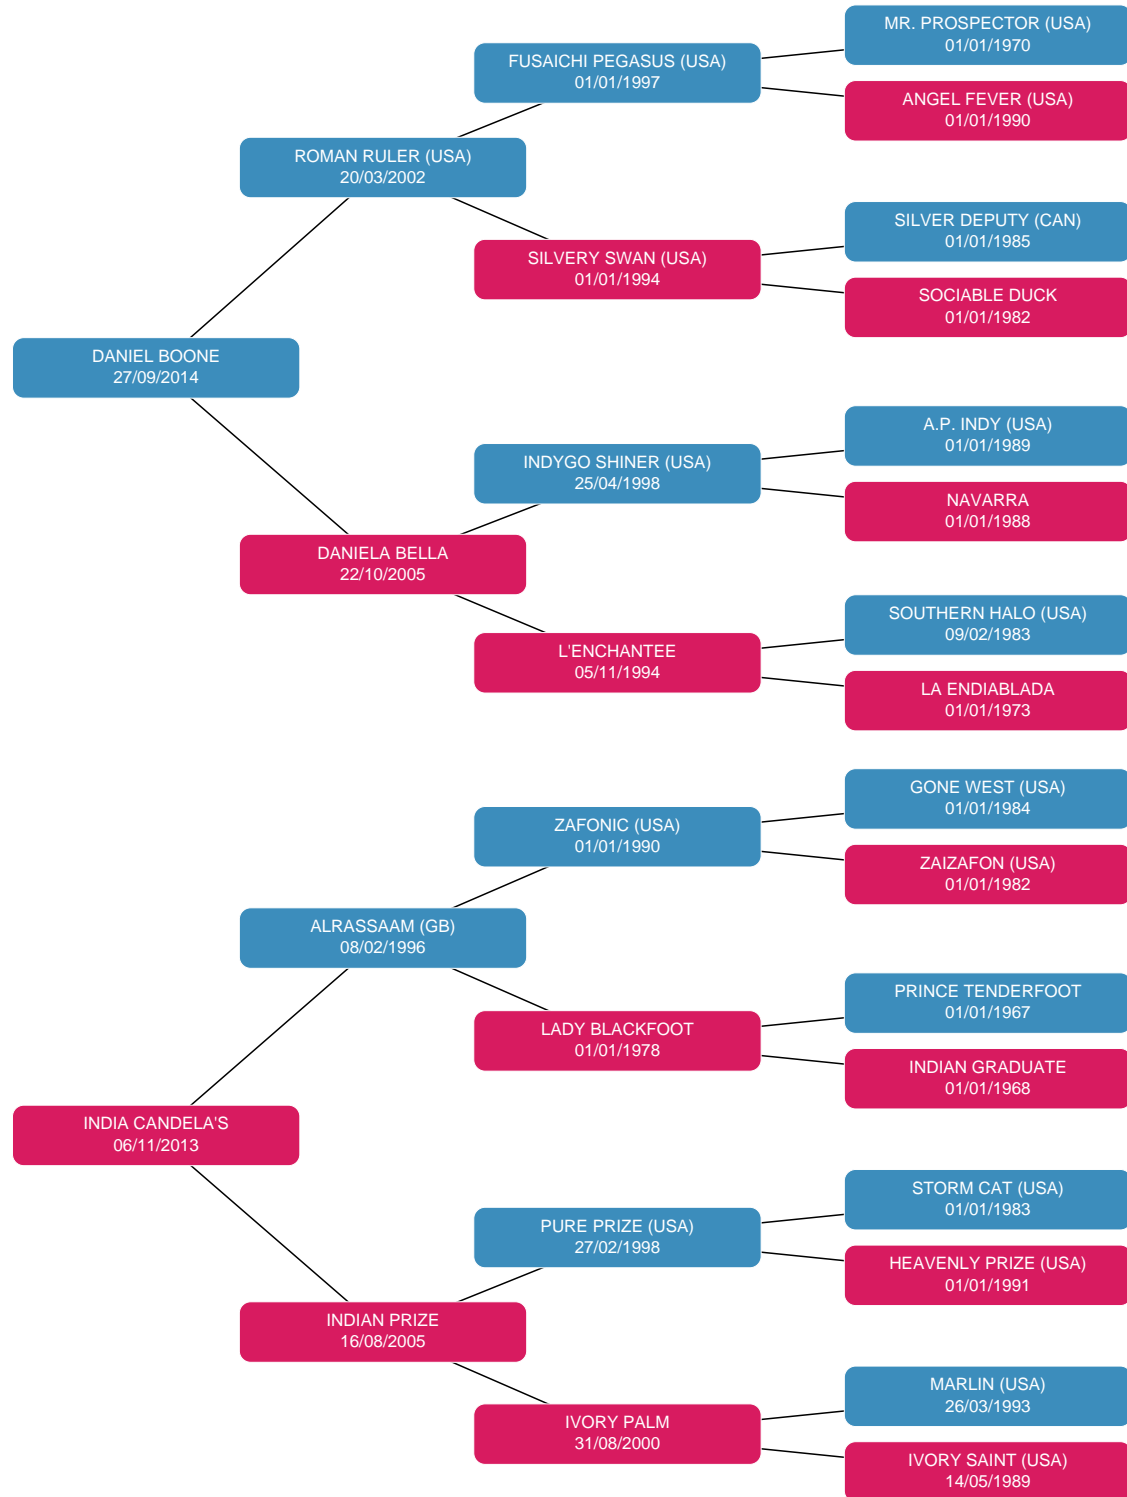 MR. PROSPECTOR (USA)
01/01/1970
FUSAICHI PEGASUS (USA)
01/01/1997
ANGEL FEVER (USA)
01/01/1990
ROMAN RULER (USA)
20/03/2002
SILVER DEPUTY (CAN)
01/01/1985
SILVERY SWAN (USA)
01/01/1994
SOCIABLE DUCK
01/01/1982
DANIEL BOONE
27/09/2014
A.P. INDY (USA)
01/01/1989
INDYGO SHINER (USA)
25/04/1998
NAVARRA
01/01/1988
DANIELA BELLA
22/10/2005
SOUTHERN HALO (USA)
09/02/1983
L'ENCHANTEE
05/11/1994
LA ENDIABLADA
01/01/1973
GONE WEST (USA)
01/01/1984
ZAFONIC (USA)
01/01/1990
ZAIZAFON (USA)
01/01/1982
ALRASSAAM (GB)
08/02/1996
PRINCE TENDERFOOT
01/01/1967
LADY BLACKFOOT
01/01/1978
INDIAN GRADUATE
01/01/1968
INDIA CANDELA'S
06/11/2013
STORM CAT (USA)
01/01/1983
PURE PRIZE (USA)
27/02/1998
HEAVENLY PRIZE (USA)
01/01/1991
INDIAN PRIZE
16/08/2005
MARLIN (USA)
26/03/1993
IVORY PALM
31/08/2000
IVORY SAINT (USA)
14/05/1989